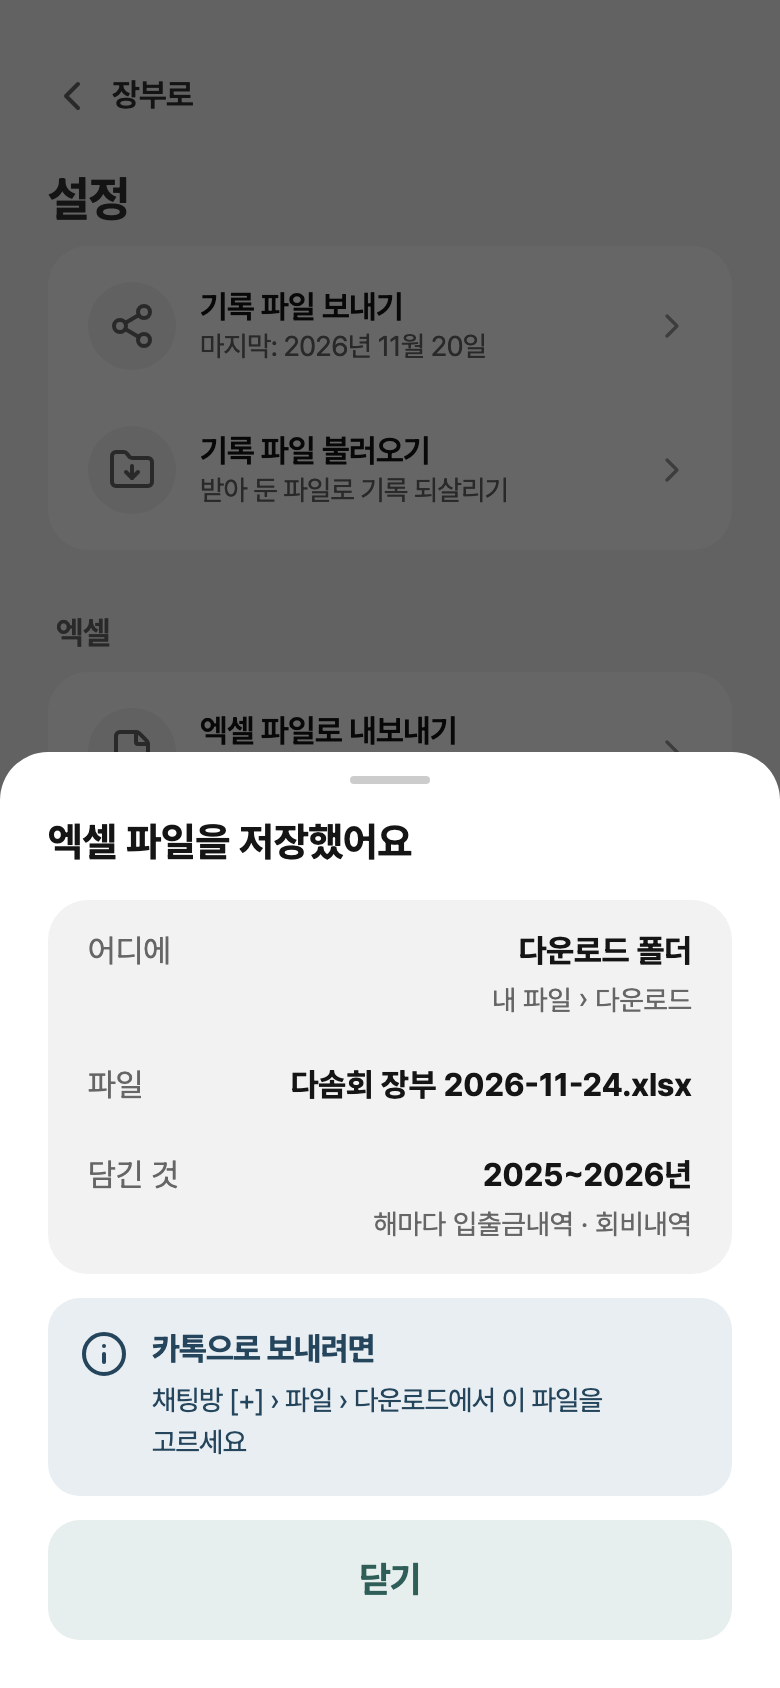 장부로
설정
기록 파일 보내기
마지막: 2026년 11월 20일
기록 파일 불러오기
받아 둔 파일로 기록 되살리기
엑셀
엑셀 파일로 내보내기
엑셀 파일을 저장했어요
어디에 다운로드 폴더
내 파일 › 다운로드
파일 다솜회 장부 2026-11-24.xlsx
담긴 것 2025~2026년
해마다 입출금내역 · 회비내역
카톡으로 보내려면
채팅방 [+] › 파일 › 다운로드에서 이 파일을
고르세요
닫기